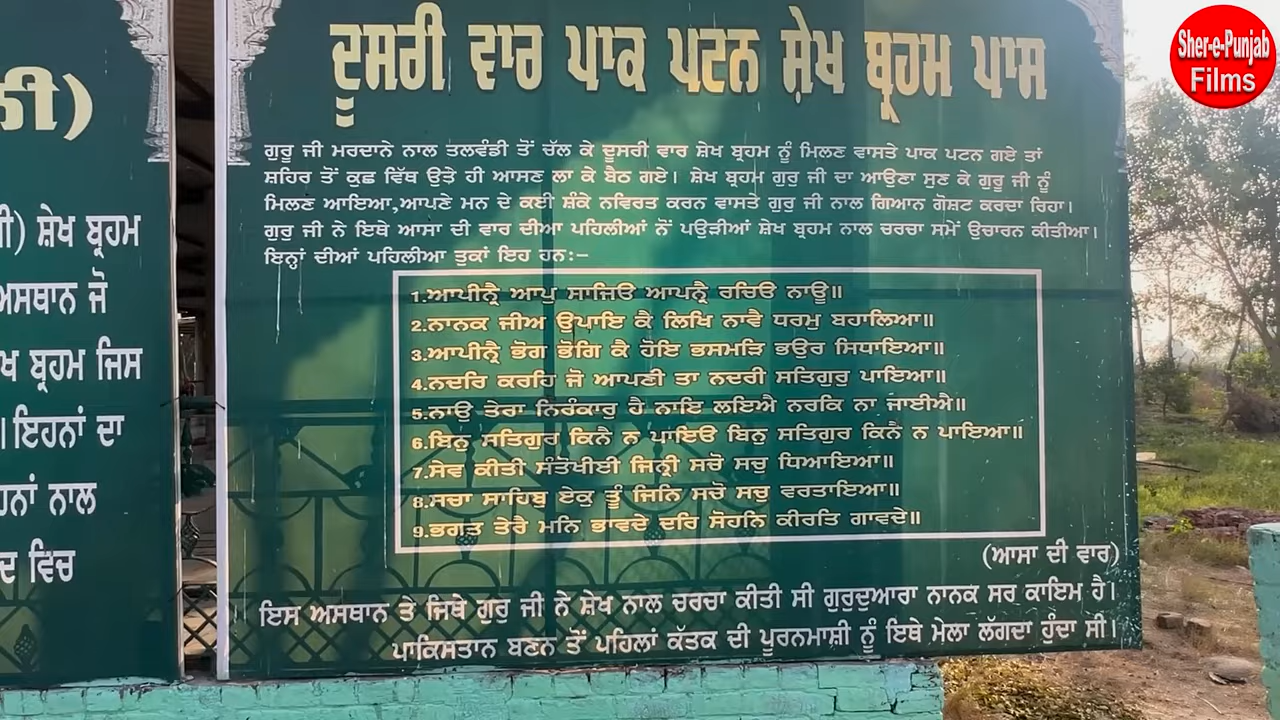 ਡੀ)
ੀ) ਸ਼ੇਖ ਬ੍ਰਹਮ
ਅਸਥਾਨ ਜੋ
ਖ ਬ੍ਰਹਮ ਜਿਸ
।ਇਹਨਾਂ ਦਾ
ਹਨਾਂ ਨਾਲ
ਦ ਵਿਚ
ਦੂਸਰੀ ਵਾਰ ਪਾਕ ਪਟਨ ਸ਼ੇਖ ਬ੍ਰਹਮ ਪਾਸ
ਗੁਰੂ ਜੀ ਮਰਦਾਨੇ ਨਾਲ ਤਲਵੰਡੀ ਤੋਂ ਚੱਲ ਕੇ ਦੂਸਰੀ ਵਾਰ ਸ਼ੇਖ ਬ੍ਰਹਮ ਨੂੰ ਮਿਲਣ ਵਾਸਤੇ ਪਾਕ ਪਟਨ ਗਏ ਤਾਂ
ਸ਼ਹਿਰ ਤੋਂ ਕੁਛ ਵਿੱਥ ਉਤੇ ਹੀ ਆਸਣ ਲਾ ਕੇ ਬੈਠ ਗਏ। ਸ਼ੇਖ ਬ੍ਰਹਮ ਗੁਰੁ ਜੀ ਦਾ ਆਉਣਾ ਸੁਣ ਕੇ ਗੁਰੂ ਜੀ ਨੂੰ
ਮਿਲਣ ਆਇਆ,ਆਪਣੇ ਮਨ ਦੇ ਕਈ ਸ਼ੰਕੇ ਨਵਿਰਤ ਕਰਨ ਵਾਸਤੇ ਗੁਰੁ ਜੀ ਨਾਲ ਗਿਆਨ ਗੋਸ਼ਟ ਕਰਦਾ ਰਿਹਾ।
ਗੁਰੁ ਜੀ ਨੇ ਇਥੇ ਆਸਾ ਦੀ ਵਾਰ ਦੀਆ ਪਹਿਲੀਆਂ ਨੌਂ ਪਉੜੀਆਂ ਸ਼ੇਖ ਬ੍ਰਹਮ ਨਾਲ ਚਰਚਾ ਸਮੇਂ ਉਚਾਰਨ ਕੀਤੀਆ।
ਇਨ੍ਹਾਂ ਦੀਆਂ ਪਹਿਲੀਆ ਤੁਕਾਂ ਇਹ ਹਨ:-
1.ਆਪੀਨੈ੍ ਆਪੁ ਸਾਜਿਓ ਆਪਨੈ੍ ਰਚਿਓ ਨਾਊ॥
2.ਨਾਨਕ ਜੀਅ ਉਪਾਇ ਕੈ ਲਿਖਿ ਨਾਵੈ ਧਰਮੁ ਬਹਾਲਿਆ॥
3.ਆਪੀਨੈ੍ ਭੋਗ ਭੋਗਿ ਕੈ ਹੋਇ ਭਸਮੜਿ ਭਉਰ ਸਿਧਾਇਆ॥
4.ਨਦਰਿ ਕਰਹਿ ਜੋ ਆਪਣੀ ਤਾ ਨਦਰੀ ਸਤਿਗੁਰੁ ਪਾਇਆ॥
5.ਨਾਉ ਤੇਰਾ ਨਿਰੰਕਾਰੁ ਹੈ ਨਾਇ ਲਇਐ ਨਰਕਿ ਨਾ ਜਾਈਐ॥
6.ਬਿਨੁ ਸਤਿਗੁਰ ਕਿਨੈ ਨ ਪਾਇਓ ਬਿਨੁ ਸਤਿਗੁਰ ਕਿਨੈ ਨ ਪਾਇਆ॥
7.ਸੇਵ ਕੀਤੀ ਸੰਤੋਖੀਈ ਜਿਨ੍ਹੀ ਸਚੋ ਸਚੁ ਧਿਆਇਆ॥
8.ਸਚਾ ਸਾਹਿਬੁ ਏਕੁ ਤੂੰ ਜਿਨਿ ਸਚੋ ਸਚੁ ਵਰਤਾਇਆ॥
9.ਭਗਤ ਤੇਰੈ ਮਨਿ ਭਾਵਦੇ ਦਰਿ ਸੋਹਨਿ ਕੀਰਤਿ ਗਾਵਦੇ॥
(ਆਸਾ ਦੀ ਵਾਰ)
ਇਸ ਅਸਥਾਨ ਤੇ ਜਿਥੇ ਗੁਰੁ ਜੀ ਨੇ ਸ਼ੇਖ ਨਾਲ ਚਰਚਾ ਕੀਤੀ ਸੀ ਗੁਰੁਦੁਆਰਾ ਨਾਨਕ ਸਰ ਕਾਇਮ ਹੈ।
ਪਾਕਿਸਤਾਨ ਬਣਨ ਤੋਂ ਪਹਿਲਾਂ ਕੱਤਕ ਦੀ ਪੂਰਨਮਾਸ਼ੀ ਨੂੰ ਇਥੇ ਮੇਲਾ ਲੱਗਦਾ ਹੁੰਦਾ ਸੀ।
Sher-e-Punjab
Films